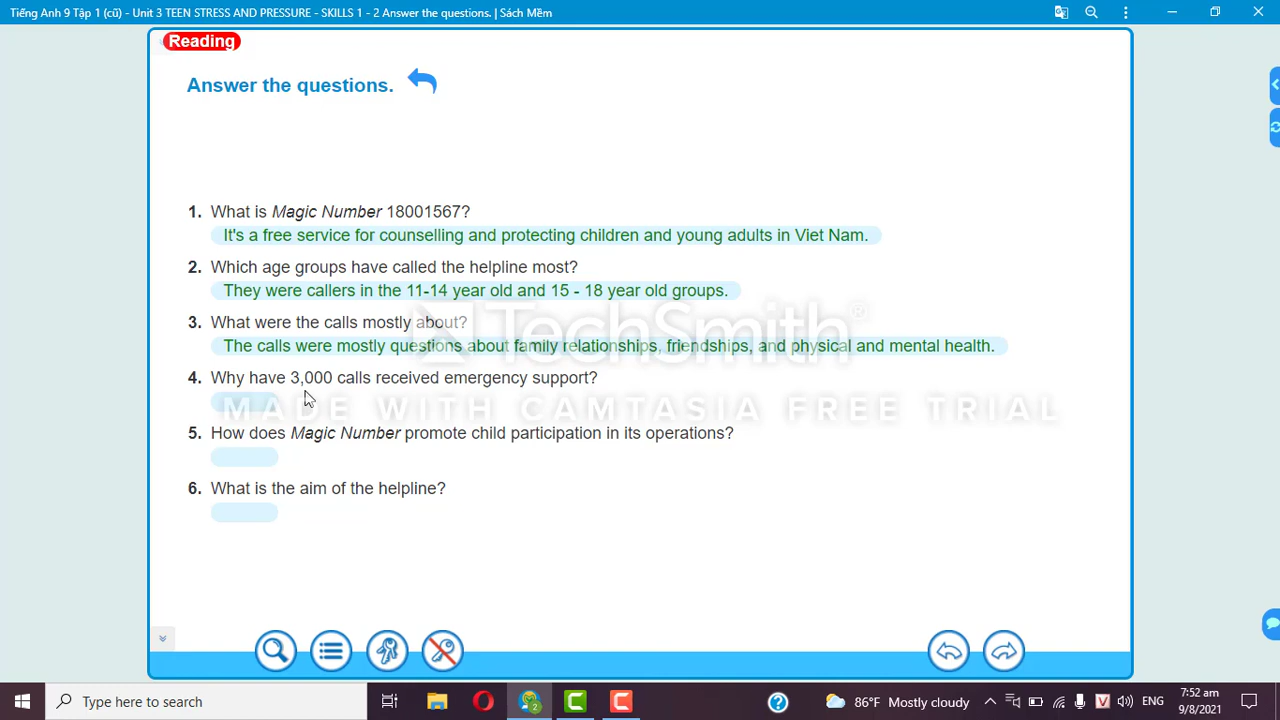 Tiếng Anh 9 Tập 1 (cũ) - Unit 3 TEEN STRESS AND PRESSURE - SKILLS 1 - 2 Answer the questions. | Sách Mềm
Reading
Answer the questions.
1. What is Magic Number 18001567?
It's a free service for counselling and protecting children and young adults in Viet Nam.
2. Which age groups have called the helpline most?
They were callers in the 11-14 year old and 15 - 18 year old groups.
3. What were the calls mostly about?
The calls were mostly questions about family relationships, friendships, and physical and mental health.
4. Why have 3,000 calls received emergency support?
5. How does Magic Number promote child participation in its operations?
6. What is the aim of the helpline?
TechSmith®
MADE WITH CAMTASIA FREE TRIAL
Type here to search
2
86°F Mostly cloudy
V
ENG
7:52 am
9/8/2021